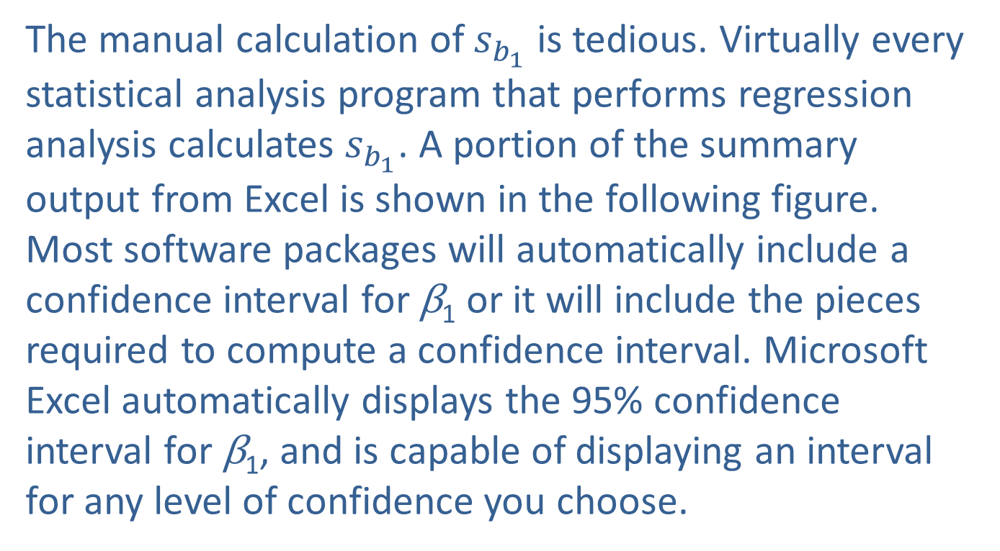 The manual calculation of $s_{b_1}$ is tedious. Virtually every
statistical analysis program that performs regression
analysis calculates $s_{b_1}$. A portion of the summary
output from Excel is shown in the following figure.
Most software packages will automatically include a
confidence interval for $\beta_1$ or it will include the pieces
required to compute a confidence interval. Microsoft
Excel automatically displays the 95% confidence
interval for $\beta_1$, and is capable of displaying an interval
for any level of confidence you choose.